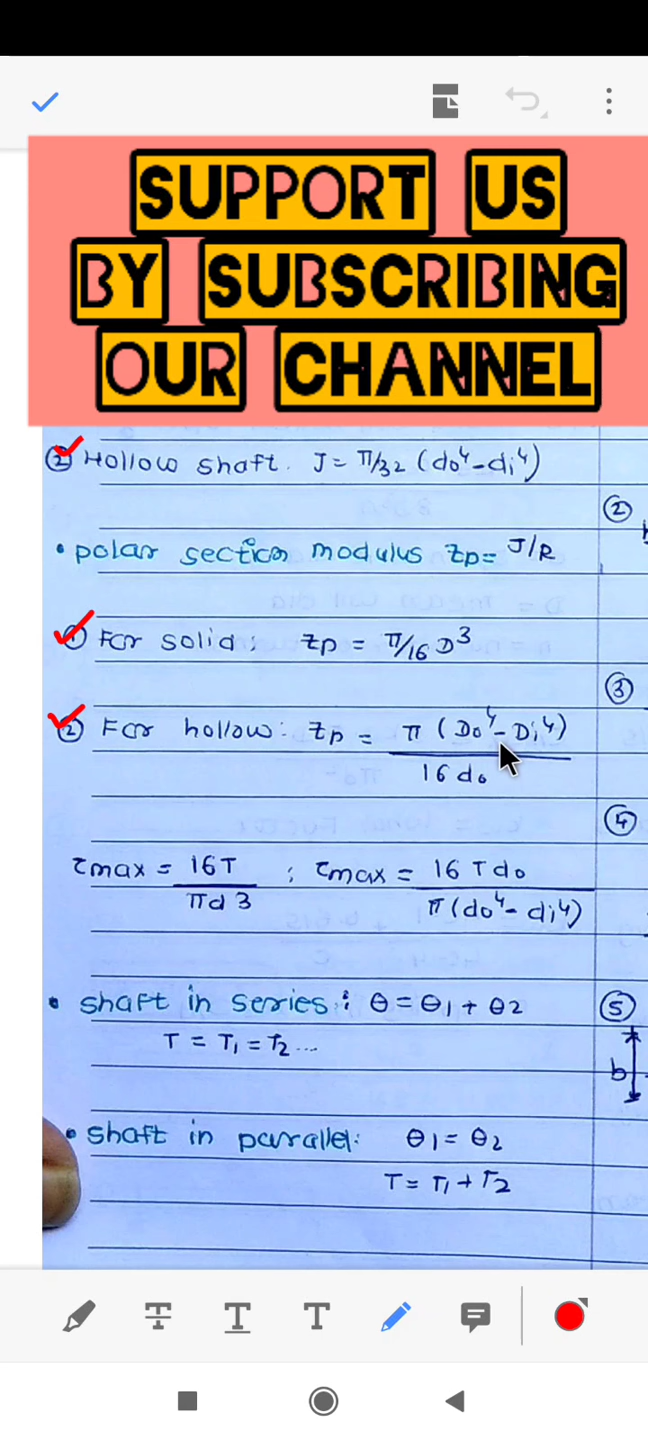 SUPPORT US
BY SUBSCRIBING
OUR CHANNEL
② Hollow shaft. J = π/32 (do⁴-di⁴)
②
• polar section modulus Zp = J/R
① For solid: Zp = π/16 D³
③
② For hollow: Zp = π (Do⁴- Di⁴)
16 do
④
τmax = 16T ; τmax = 16 T do
πd 3 π (do⁴- di⁴)
• shaft in series: θ = θ1 + θ2
⑤
T = T1 = T2 ....
b
• shaft in parallel: θ1 = θ2
T = T1 + T2
T
T
T